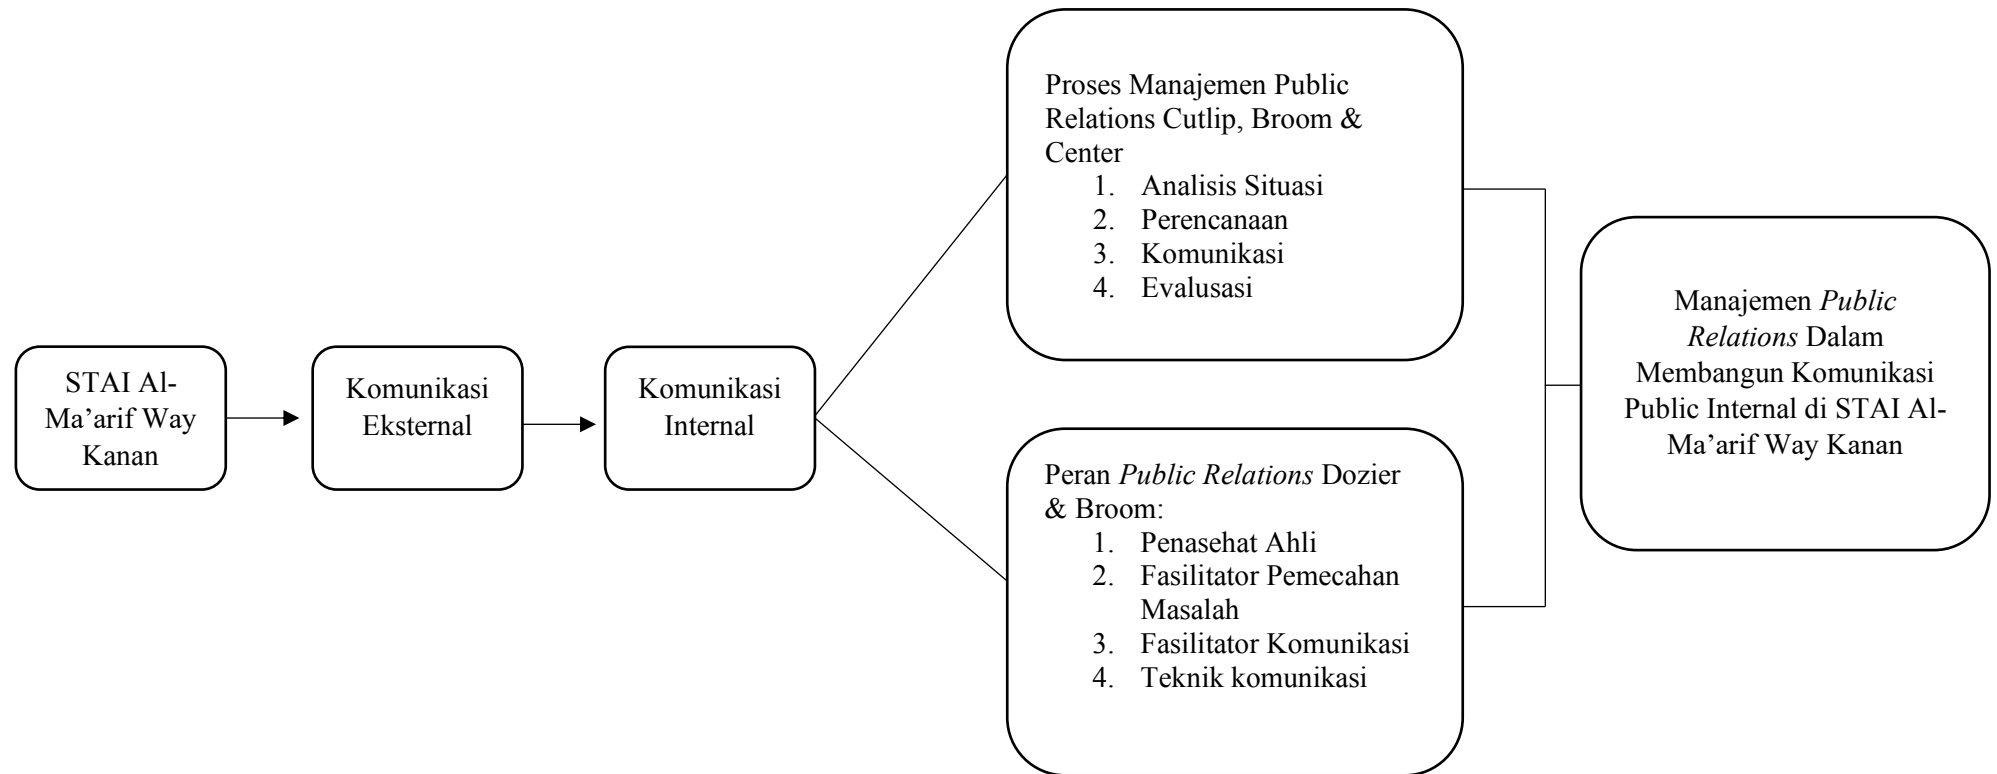 STAI Al-
Ma’arif Way
Kanan
Komunikasi
Eksternal
Komunikasi
Internal
Proses Manajemen Public
Relations Cutlip, Broom &
Center
1. Analisis Situasi
2. Perencanaan
3. Komunikasi
4. Evalusasi
Peran Public Relations Dozier
& Broom:
1. Penasehat Ahli
2. Fasilitator Pemecahan
Masalah
3. Fasilitator Komunikasi
4. Teknik komunikasi
Manajemen Public
Relations Dalam
Membangun Komunikasi
Public Internal di STAI Al-
Ma’arif Way Kanan